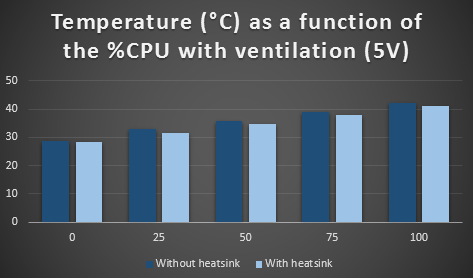 Temperature (°C) as a function of
the %CPU with ventilation (5V)
50
40
30
20
10
0
0 25 50 75 100
Without heatsink With heatsink